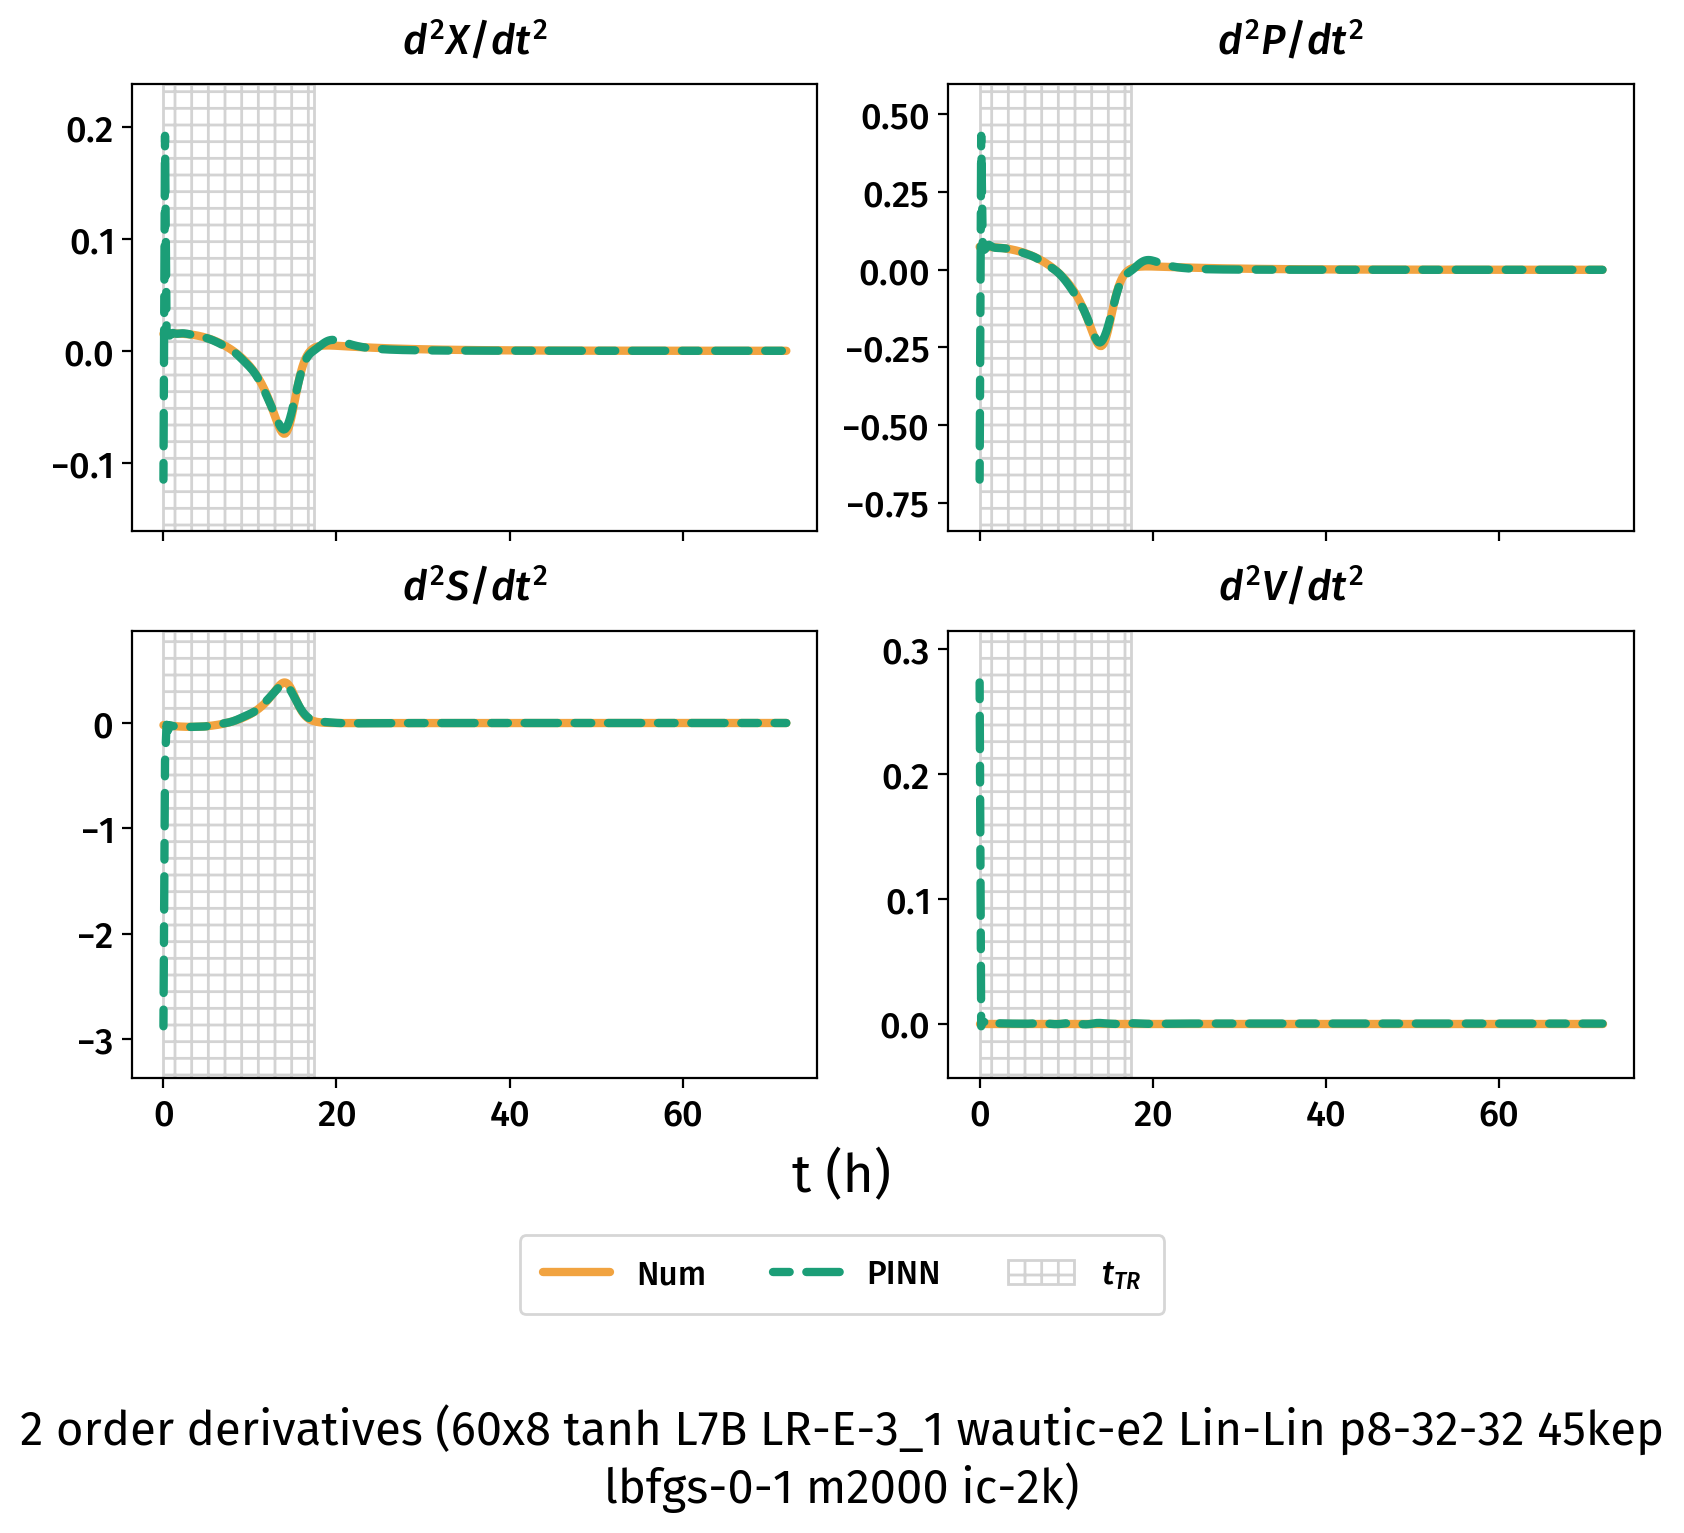 d²X/dt²
d²P/dt²
0.2
0.1
0.0
−0.1
0.50
0.25
0.00
−0.25
−0.50
−0.75
d²S/dt²
d²V/dt²
0
−1
−2
−3
0.3
0.2
0.1
0.0
0 20 40 60
0 20 40 60
t (h)
Num PINN t_TR
2 order derivatives (60x8 tanh L7B LR-E-3_1 wautic-e2 Lin-Lin p8-32-32 45kep
lbfgs-0-1 m2000 ic-2k)